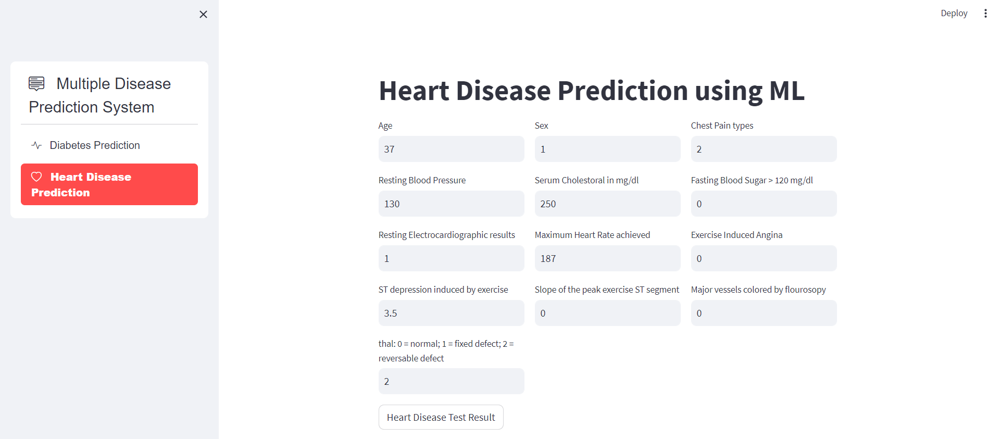 Deploy
Multiple Disease
Prediction System
Diabetes Prediction
Heart Disease
Prediction
Heart Disease Prediction using ML
Age
Sex
Chest Pain types
37
1
2
Resting Blood Pressure
Serum Cholestoral in mg/dl
Fasting Blood Sugar > 120 mg/dl
130
250
0
Resting Electrocardiographic results
Maximum Heart Rate achieved
Exercise Induced Angina
1
187
0
ST depression induced by exercise
Slope of the peak exercise ST segment
Major vessels colored by flourosopy
3.5
0
0
thal: 0 = normal; 1 = fixed defect; 2 =
reversable defect
2
Heart Disease Test Result